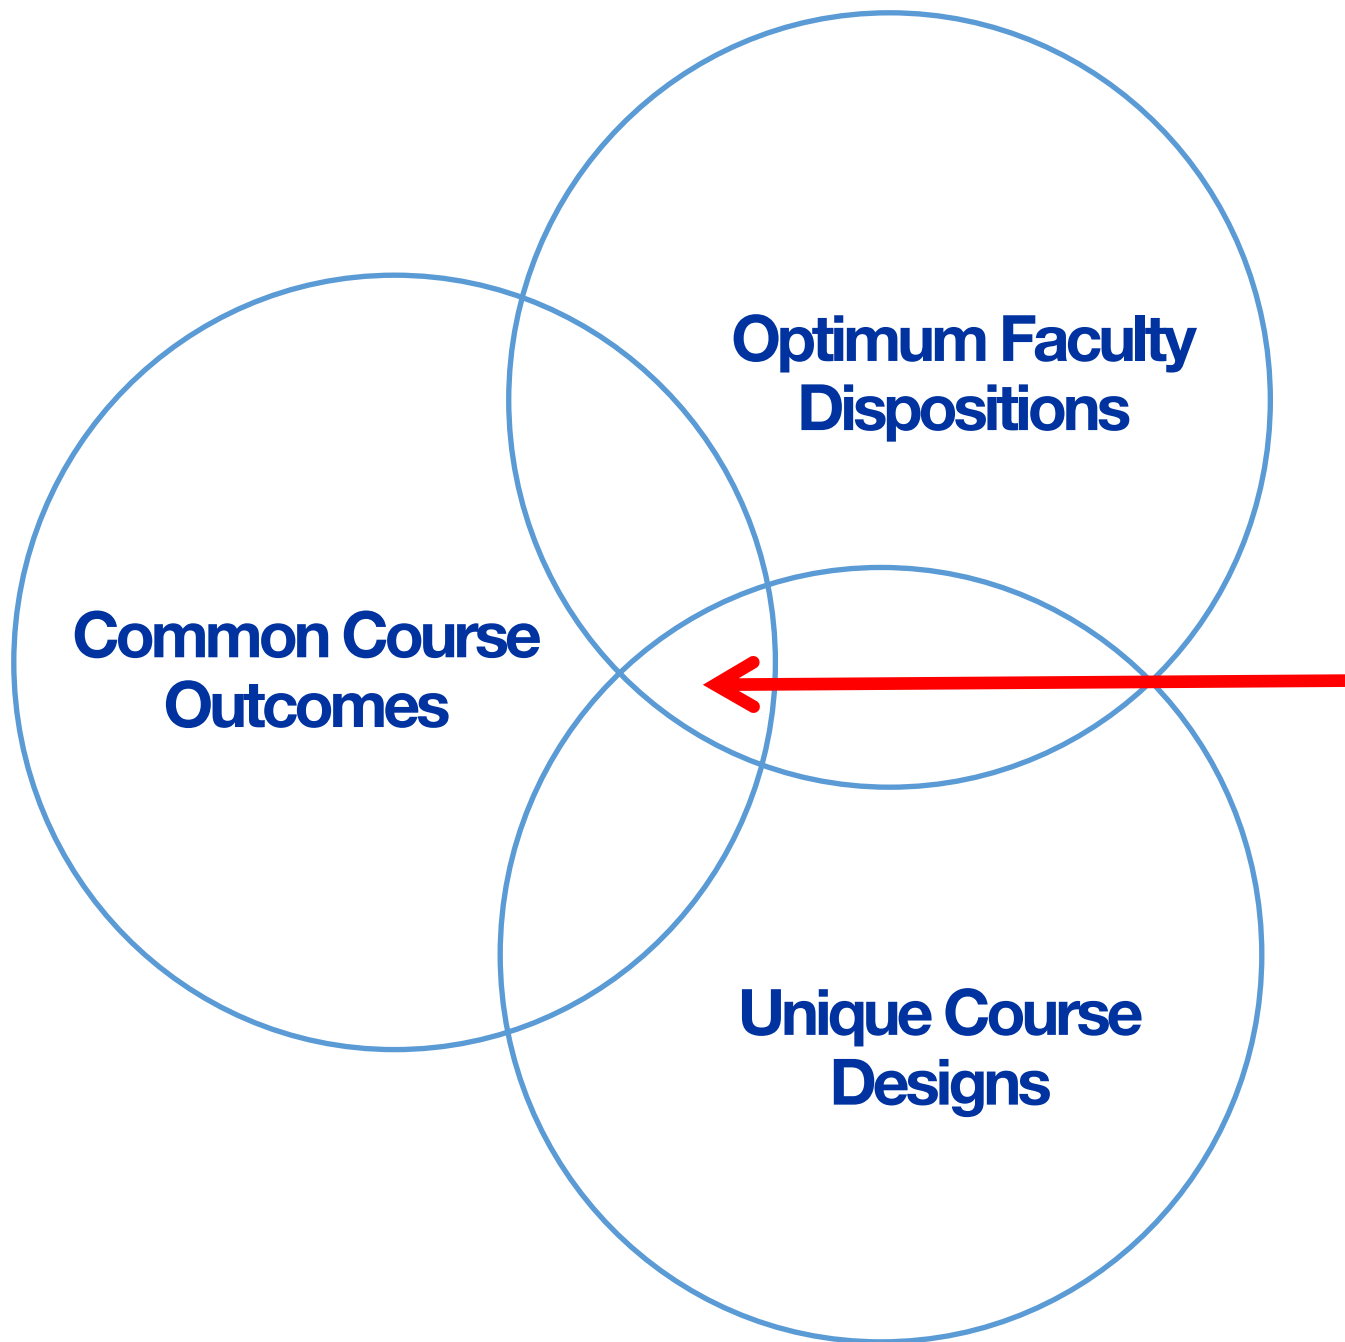 Optimum Faculty
Dispositions
Common Course
Outcomes
Unique Course
Designs